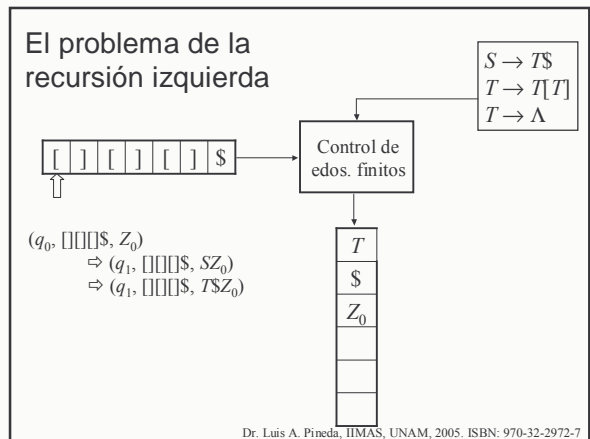 El problema de la
recursión izquierda
S → T$
T → T[T]
T → Λ
[ ] [ ] [ ] $
Control de
edos. finitos
(q₀, [][][]$, Z₀)
⇨ (q₁, [][][]$, SZ₀)
⇨ (q₁, [][][]$, T$Z₀)
T
$
Z₀
Dr. Luis A. Pineda, IIMAS, UNAM, 2005. ISBN: 970-32-2972-7